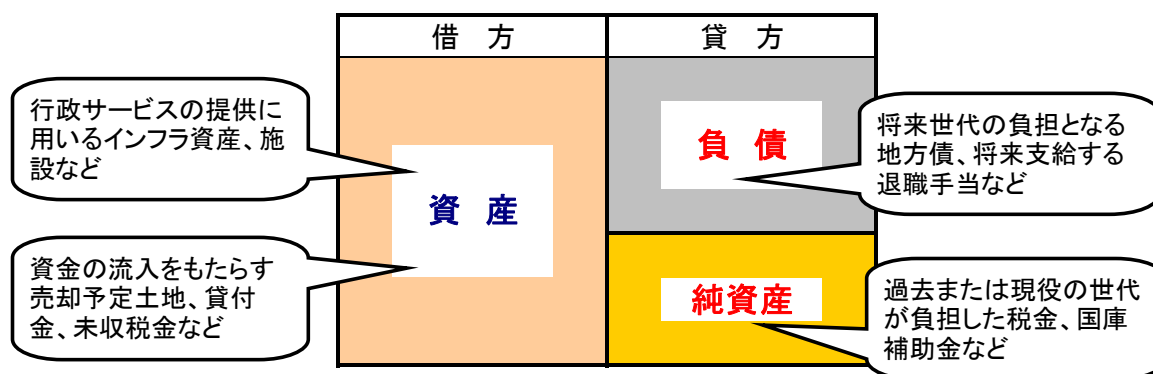 借 方
貸 方
行政サービスの提供に
用いるインフラ資産、施
設など
資金の流入をもたらす
売却予定土地、貸付
金、未収税金など
資 産
負 債
純資産
将来世代の負担となる
地方債、将来支給する
退職手当など
過去または現役の世代
が負担した税金、国庫
補助金など